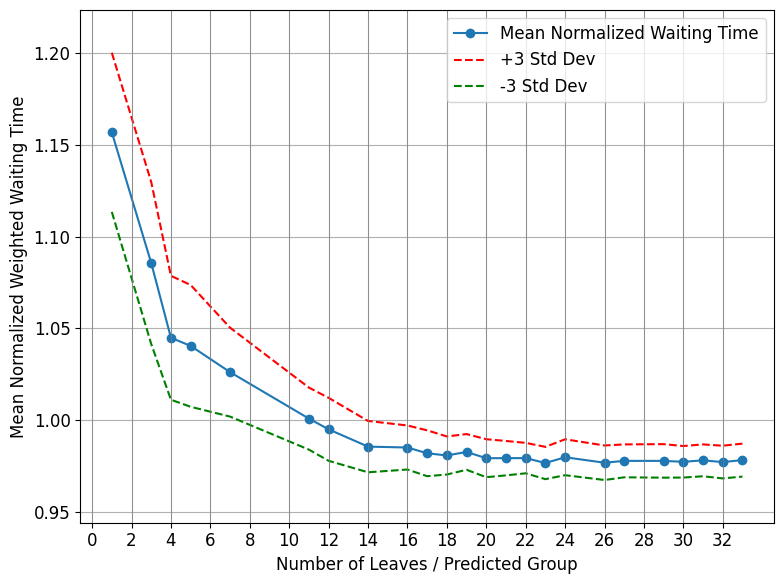 Mean Normalized Waiting Time
+3 Std Dev
-3 Std Dev
Mean Normalized Weighted Waiting Time
1.20
1.15
1.10
1.05
1.00
0.95
0 2 4 6 8 10 12 14 16 18 20 22 24 26 28 30 32
Number of Leaves / Predicted Group